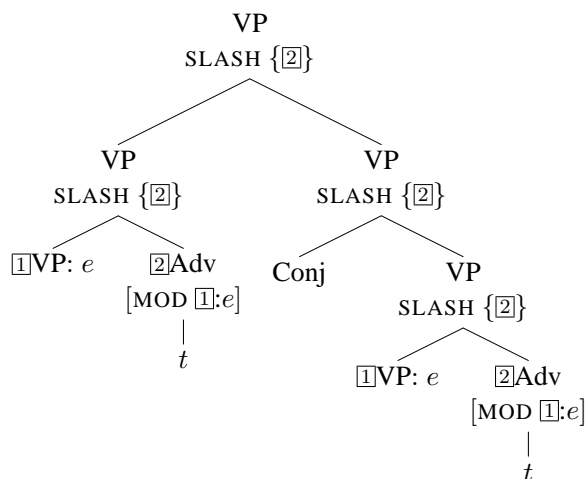 VP
SLASH {2}
VP VP
SLASH {2} SLASH {2}
1VP: e 2Adv Conj VP
[MOD 1:e] SLASH {2}
t 1VP: e 2Adv
[MOD 1:e]
t